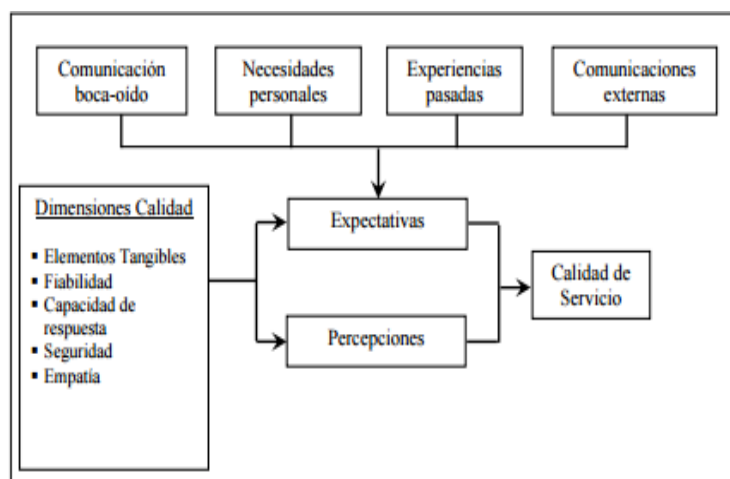 Comunicación
boca-oído
Necesidades
personales
Experiencias
pasadas
Comunicaciones
externas
Dimensiones Calidad
▪ Elementos Tangibles
▪ Fiabilidad
▪ Capacidad de
respuesta
▪ Seguridad
▪ Empatía
Expectativas
Percepciones
Calidad de
Servicio